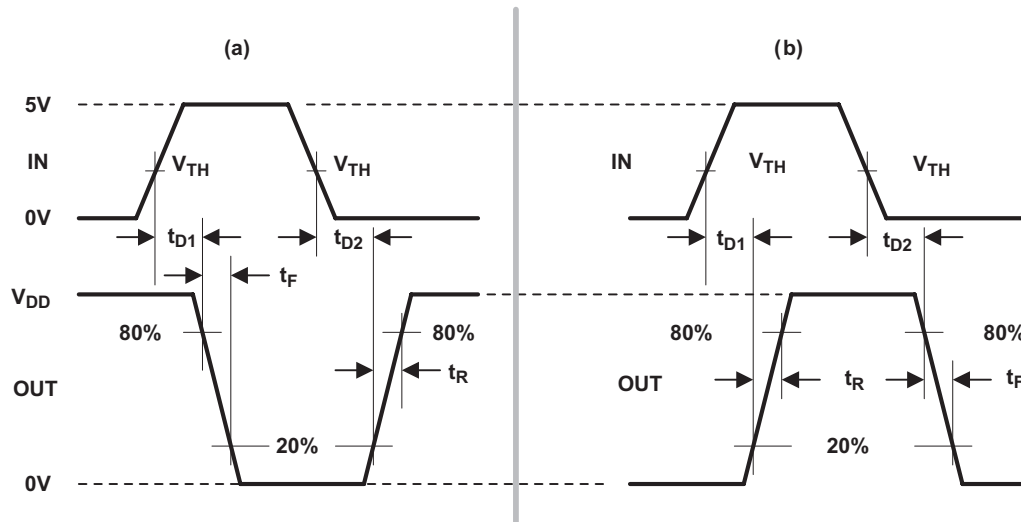 (a)
(b)
5V
IN
V_TH
V_TH
IN
V_TH
V_TH
0V
0V
t_D1
t_D2
t_D1
t_D2
t_F
V_DD
80%
80%
80%
80%
OUT
t_R
OUT
t_R
t_F
20%
20%
0V